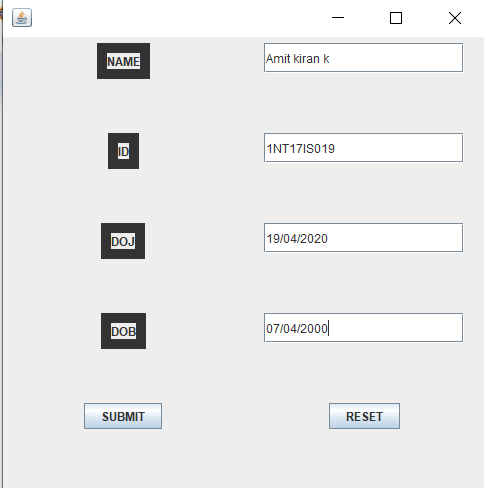 NAME Amit kiran k
ID 1NT17IS019
DOJ 19/04/2020
DOB 07/04/2000
SUBMIT RESET